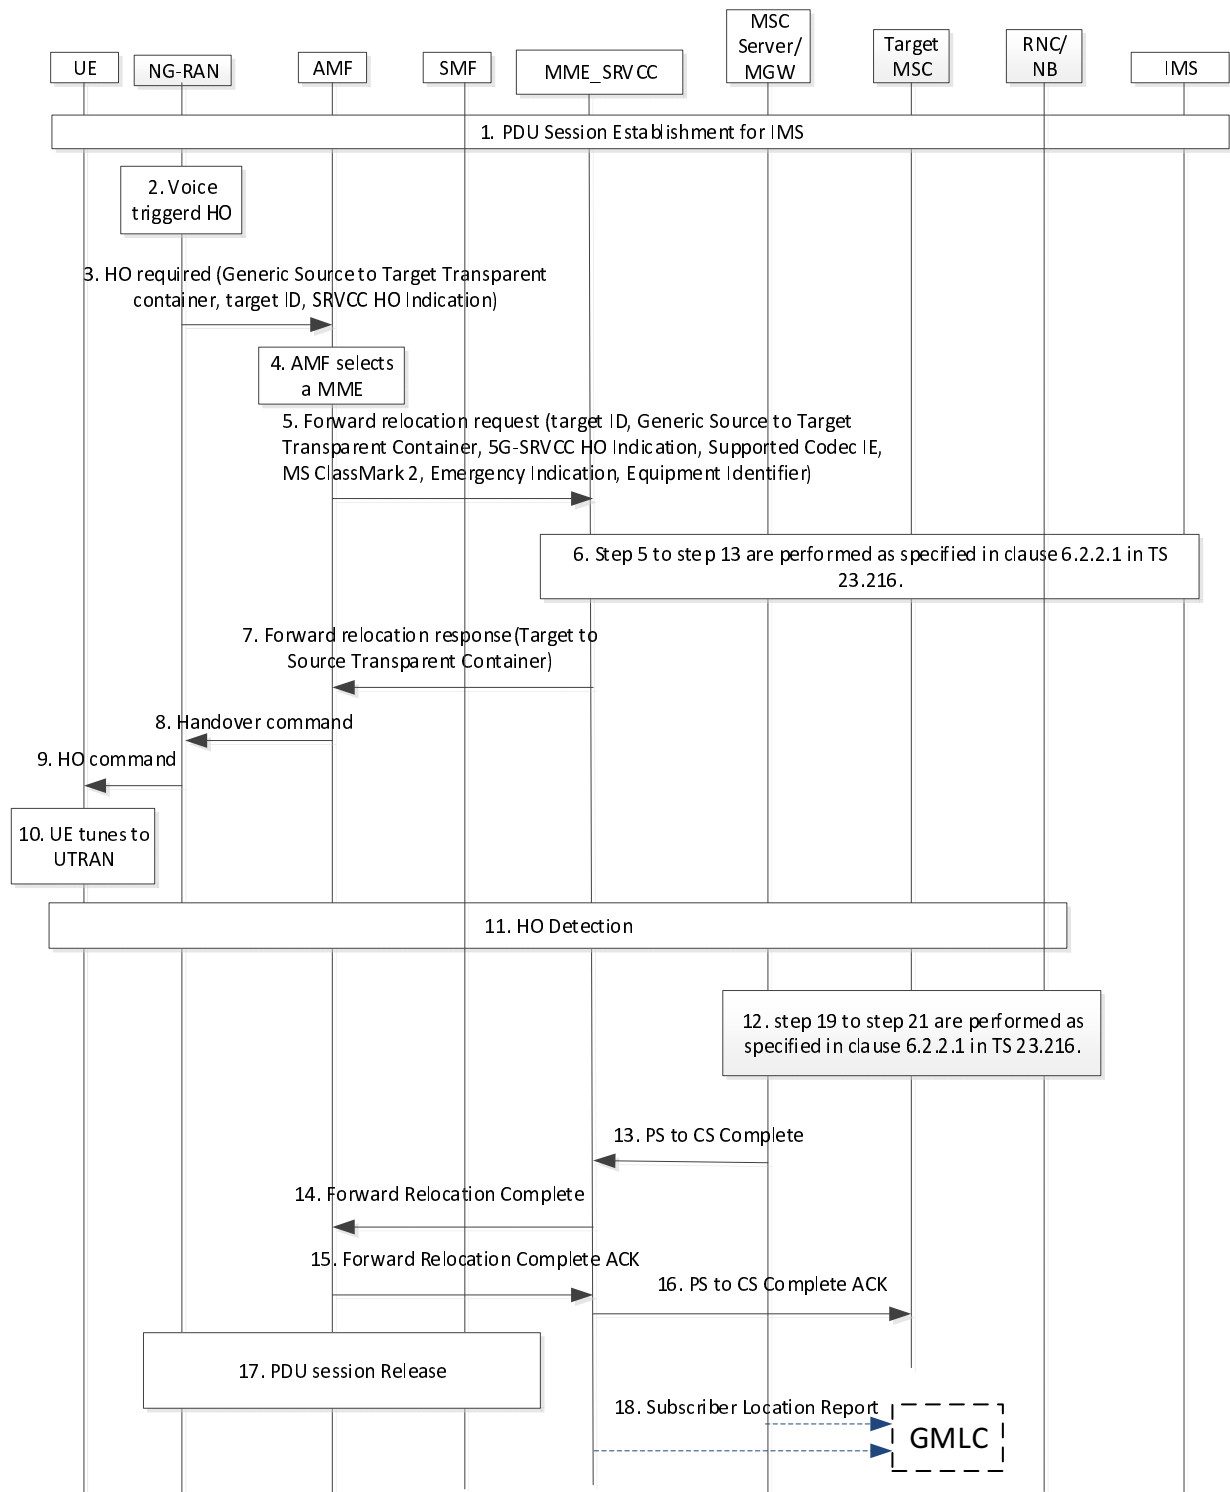 MSC
Server/
MGW
UE
NG-RAN
AMF
SMF
MME_SRVCC
Target
MSC
RNC/
NB
IMS
1. PDU Session Establishment for IMS
2. Voice
triggerd HO
3. HO required (Generic Source to Target Transparent
container, target ID, SRVCC HO Indication)
4. AMF selects
a MME
5. Forward relocation request (target ID, Generic Source to Target
Transparent Container, 5G-SRVCC HO Indication, Supported Codec IE,
MS ClassMark 2, Emergency Indication, Equipment Identifier)
6. Step 5 to step 13 are performed as specified in clause 6.2.2.1 in TS
23.216.
7. Forward relocation response(Target to
Source Transparent Container)
8. Handover command
9. HO command
10. UE tunes to
UTRAN
11. HO Detection
12. step 19 to step 21 are performed as
specified in clause 6.2.2.1 in TS 23.216.
13. PS to CS Complete
14. Forward Relocation Complete
15. Forward Relocation Complete ACK
16. PS to CS Complete ACK
17. PDU session Release
18. Subscriber Location Report
GMLC